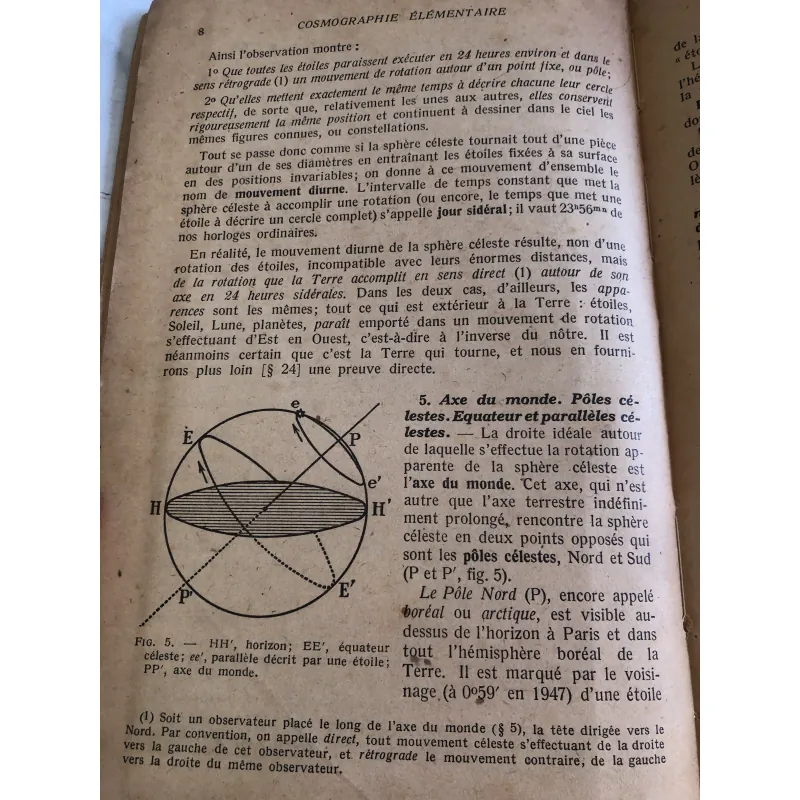 8
COSMOGRAPHIE ÉLÉMENTAIRE
Ainsi l'observation montre :
1º Que toutes les étoiles paraissent exécuter en 24 heures environ et dans le
sens rétrograde (1) un mouvement de rotation autour d'un point fixe, ou pôle;
2º Qu'elles mettent exactement le même temps à décrire chacune leur cercle
respectif, de sorte que, relativement les unes aux autres, elles conservent
rigoureusement la même position et continuent à dessiner dans le ciel les
mêmes figures connues, ou constellations.
Tout se passe donc comme si la sphère céleste tournait tout d'une pièce
autour d'un de ses diamètres en entraînant les étoiles fixées à sa surface
en des positions invariables; on donne à ce mouvement d'ensemble le
nom de mouvement diurne. L'intervalle de temps constant que met la
sphère céleste à accomplir une rotation (ou encore, le temps que met une
étoile à décrire un cercle complet) s'appelle jour sidéral; il vaut 23h56mn de
nos horloges ordinaires.
En réalité, le mouvement diurne de la sphère céleste résulte, non d'une
rotation des étoiles, incompatible avec leurs énormes distances, mais
de la rotation que la Terre accomplit en sens direct (1) autour de son
axe en 24 heures sidérales. Dans les deux cas, d'ailleurs, les appa-
rences sont les mêmes; tout ce qui est extérieur à la Terre : étoiles,
Soleil, Lune, planètes, paraît emporté dans un mouvement de rotation
s'effectuant d'Est en Ouest, c'est-à-dire à l'inverse du nôtre. Il est
néanmoins certain que c'est la Terre qui tourne, et nous en fourni-
rons plus loin [§ 24] une preuve directe.
e
E
P
e'
H
H'
P'
E'
FIG. 5. — HH', horizon; EE', équateur
céleste; ee', parallèle décrit par une étoile;
PP', axe du monde.
5. Axe du monde. Pôles cé-
lestes. Equateur et parallèles cé-
lestes. — La droite idéale autour
de laquelle s'effectue la rotation ap-
parente de la sphère céleste est
l'axe du monde. Cet axe, qui n'est
autre que l'axe terrestre indéfini-
ment prolongé, rencontre la sphère
céleste en deux points opposés qui
sont les pôles célestes, Nord et Sud
(P et P', fig. 5).
Le Pôle Nord (P), encore appelé
boréal ou arctique, est visible au-
dessus de l'horizon à Paris et dans
tout l'hémisphère boréal de la
Terre. Il est marqué par le voisi-
nage (à 0º59' en 1947) d'une étoile
(1) Soit un observateur placé le long de l'axe du monde (§ 5), la tête dirigée vers le
Nord. Par convention, on appelle direct, tout mouvement céleste s'effectuant de la droite
vers la gauche de cet observateur, et rétrograde le mouvement contraire, de la gauche
vers la droite du même observateur.